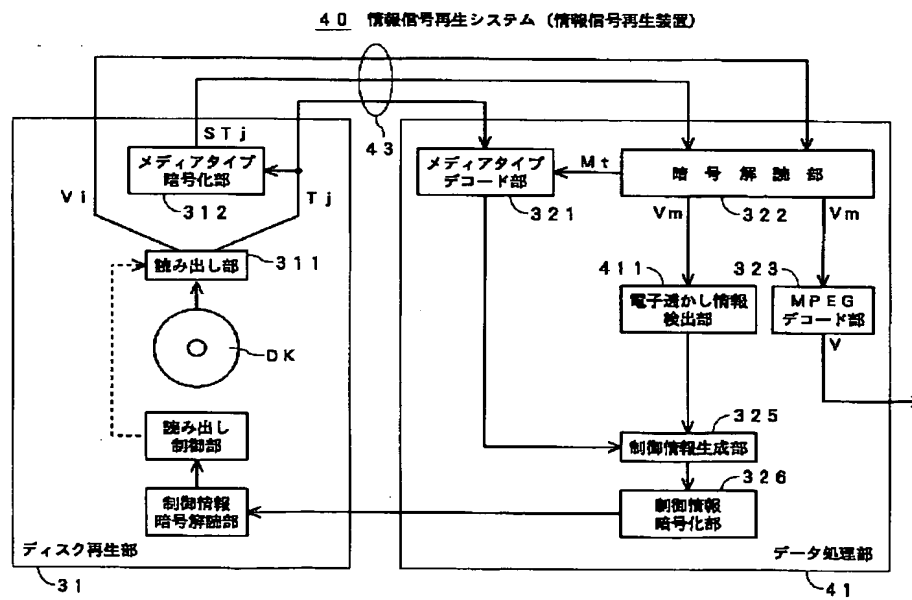 40 情報信号再生システム（情報信号再生装置）
43
STj
メディアタイプ
暗号化部
312
Vi
Tj
読み出し部
311
DK
読み出し
制御部
制御情報
暗号解読部
ディスク再生部
31
メディアタイプ
デコード部
321
Mt
暗号解読部
322
Vm
Vm
411
電子透かし情報
検出部
323
MPEG
デコード部
V
325
制御情報生成部
326
制御情報
暗号化部
データ処理部
41